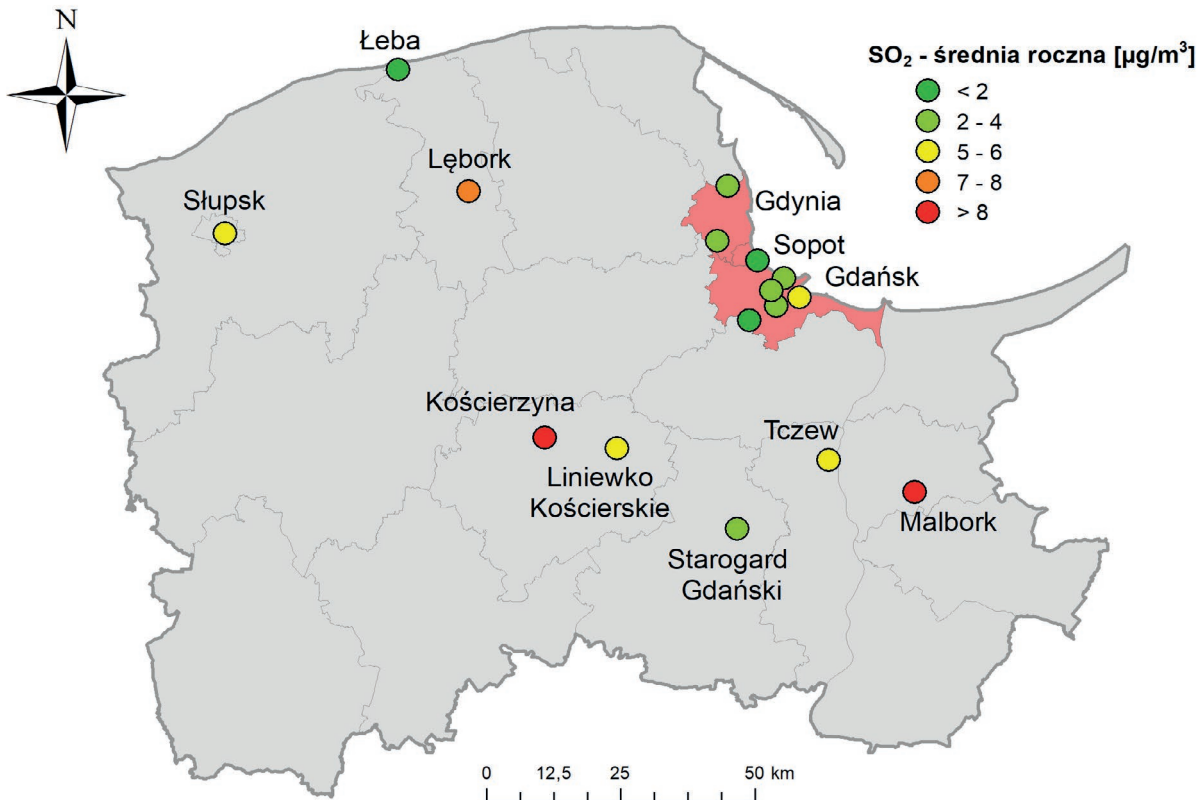 N
Łeba
SO₂ - średnia roczna [µg/m³]
< 2
2 - 4
5 - 6
7 - 8
> 8
Lębork
Słupsk
Gdynia
Sopot
Gdańsk
Kościerzyna
Tczew
Liniewko
Kościerskie
Malbork
Starogard
Gdański
0 12,5 25 50 km